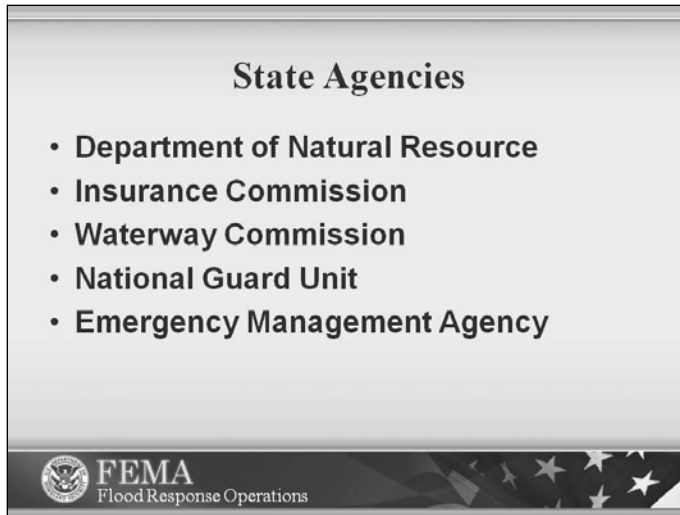 State Agencies
• Department of Natural Resource
• Insurance Commission
• Waterway Commission
• National Guard Unit
• Emergency Management Agency
FEMA
Flood Response Operations